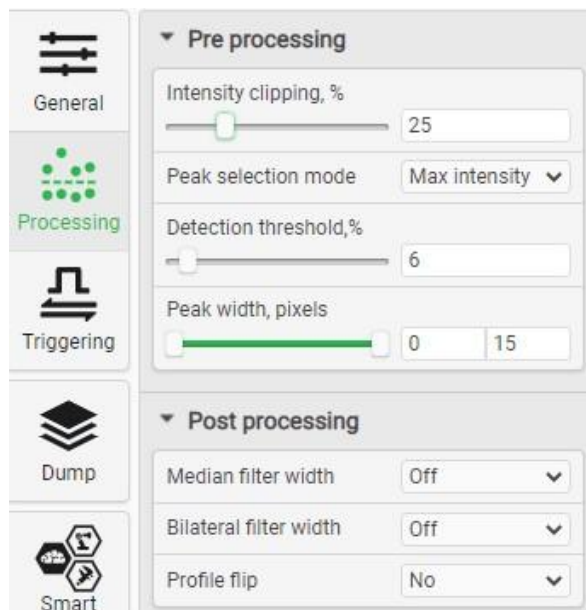 General
Processing
Triggering
Dump
Smart
Pre processing
Intensity clipping, %
25
Peak selection mode
Max intensity
Detection threshold,%
6
Peak width, pixels
0
15
Post processing
Median filter width
Off
Bilateral filter width
Off
Profile flip
No